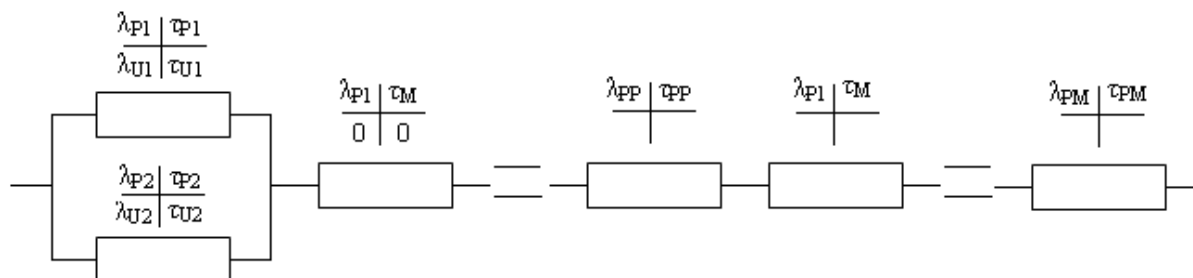 λP1 τP1
λU1 τU1
λP1 τM
0 0
λP2 τP2
λU2 τU2
λPP τPP
λP1 τM
λPM τPM